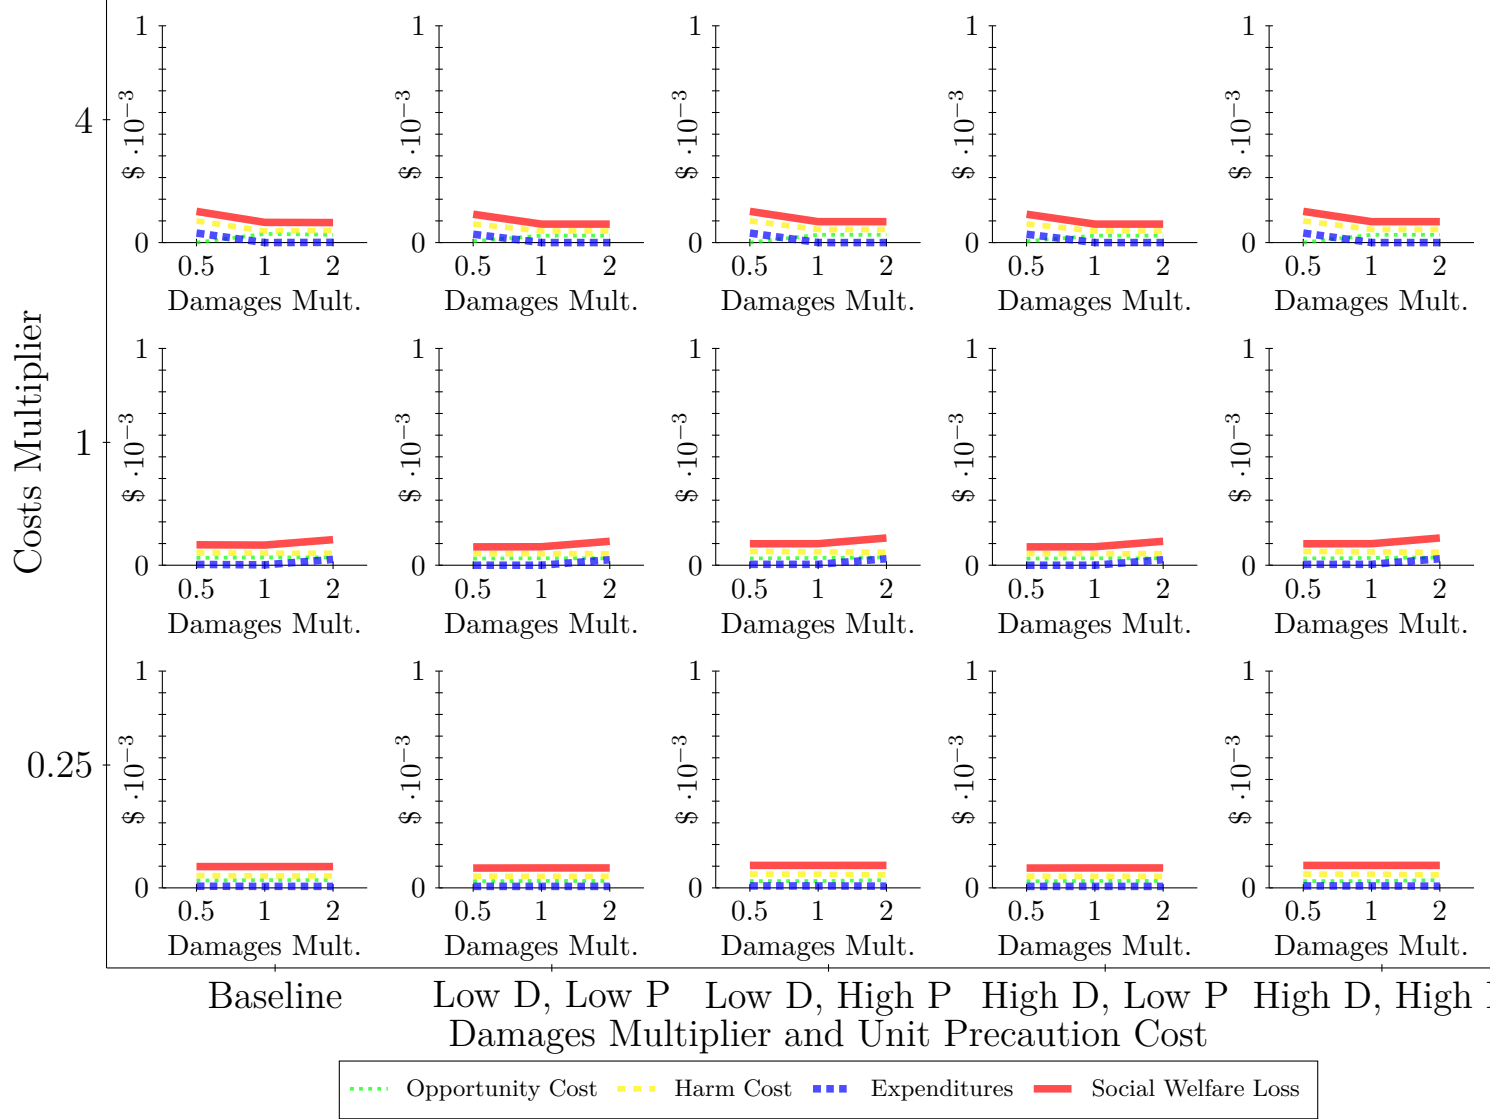 Costs Multiplier
4
1 1 1 1 1
$ ·10⁻³ $ ·10⁻³ $ ·10⁻³ $ ·10⁻³ $ ·10⁻³
0 0 0 0 0
0.5 1 2 0.5 1 2 0.5 1 2 0.5 1 2 0.5 1 2
Damages Mult. Damages Mult. Damages Mult. Damages Mult. Damages Mult.
1
1 1 1 1 1
$ ·10⁻³ $ ·10⁻³ $ ·10⁻³ $ ·10⁻³ $ ·10⁻³
0 0 0 0 0
0.5 1 2 0.5 1 2 0.5 1 2 0.5 1 2 0.5 1 2
Damages Mult. Damages Mult. Damages Mult. Damages Mult. Damages Mult.
0.25
1 1 1 1 1
$ ·10⁻³ $ ·10⁻³ $ ·10⁻³ $ ·10⁻³ $ ·10⁻³
0 0 0 0 0
0.5 1 2 0.5 1 2 0.5 1 2 0.5 1 2 0.5 1 2
Damages Mult. Damages Mult. Damages Mult. Damages Mult. Damages Mult.
Baseline Low D, Low P Low D, High P High D, Low P High D, High
Damages Multiplier and Unit Precaution Cost
Opportunity Cost Harm Cost Expenditures Social Welfare Loss